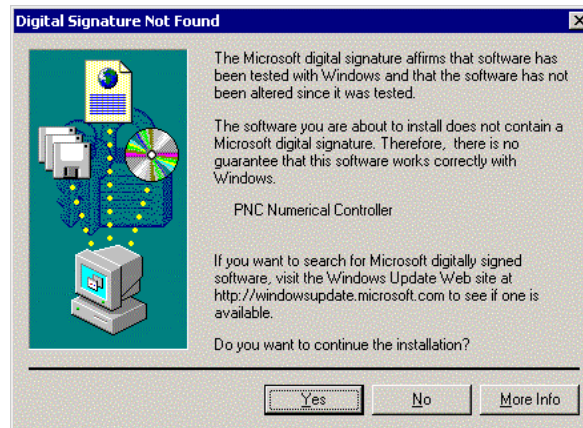 Digital Signature Not Found
The Microsoft digital signature affirms that software has
been tested with Windows and that the software has not
been altered since it was tested.
The software you are about to install does not contain a
Microsoft digital signature. Therefore, there is no
guarantee that this software works correctly with
Windows.
PNC Numerical Controller
If you want to search for Microsoft digitally signed
software, visit the Windows Update Web site at
http://windowsupdate.microsoft.com to see if one is
available.
Do you want to continue the installation?
Yes No More Info